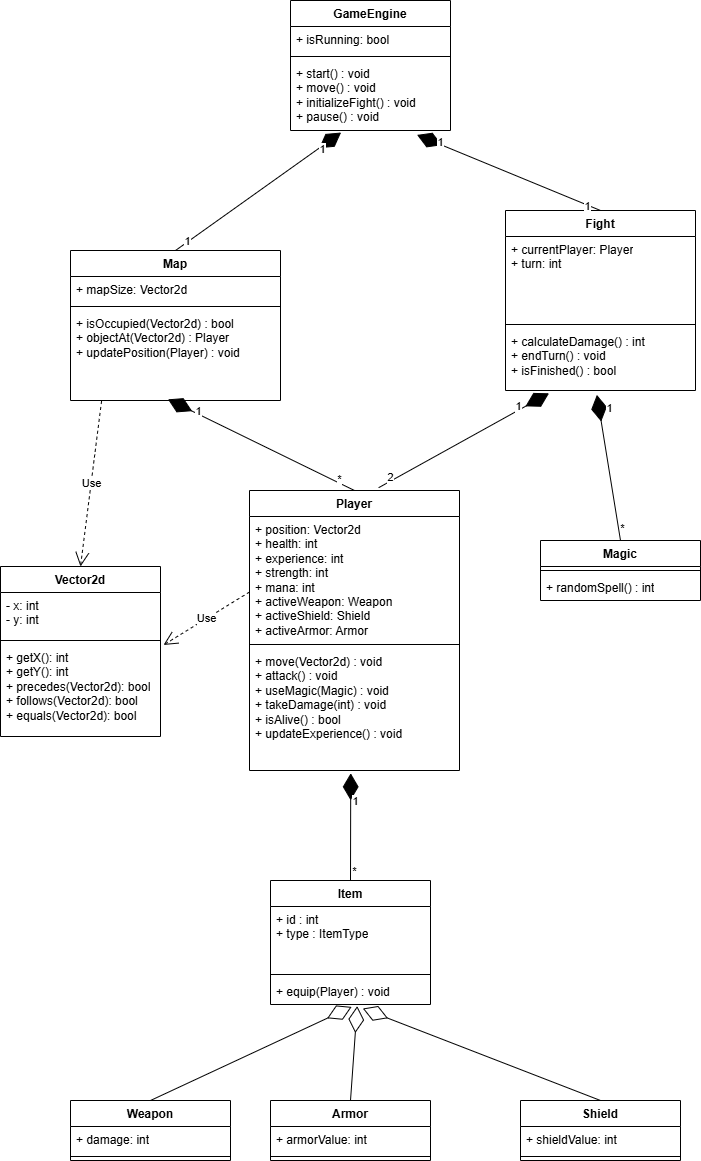 GameEngine
+ isRunning: bool
+ start() : void
+ move() : void
+ initializeFight() : void
+ pause() : void
1
1
1
1
Map
+ mapSize: Vector2d
+ isOccupied(Vector2d) : bool
+ objectAt(Vector2d) : Player
+ updatePosition(Player) : void
Fight
+ currentPlayer: Player
+ turn: int
+ calculateDamage() : int
+ endTurn() : void
+ isFinished() : bool
1
1
1
Use
*
2
*
Vector2d
- x: int
- y: int
+ getX(): int
+ getY(): int
+ precedes(Vector2d): bool
+ follows(Vector2d): bool
+ equals(Vector2d): bool
Use
Player
+ position: Vector2d
+ health: int
+ experience: int
+ strength: int
+ mana: int
+ activeWeapon: Weapon
+ activeShield: Shield
+ activeArmor: Armor
+ move(Vector2d) : void
+ attack() : void
+ useMagic(Magic) : void
+ takeDamage(int) : void
+ isAlive() : bool
+ updateExperience() : void
Magic
+ randomSpell() : int
1
*
Item
+ id : int
+ type : ItemType
+ equip(Player) : void
Weapon
+ damage: int
Armor
+ armorValue: int
Shield
+ shieldValue: int